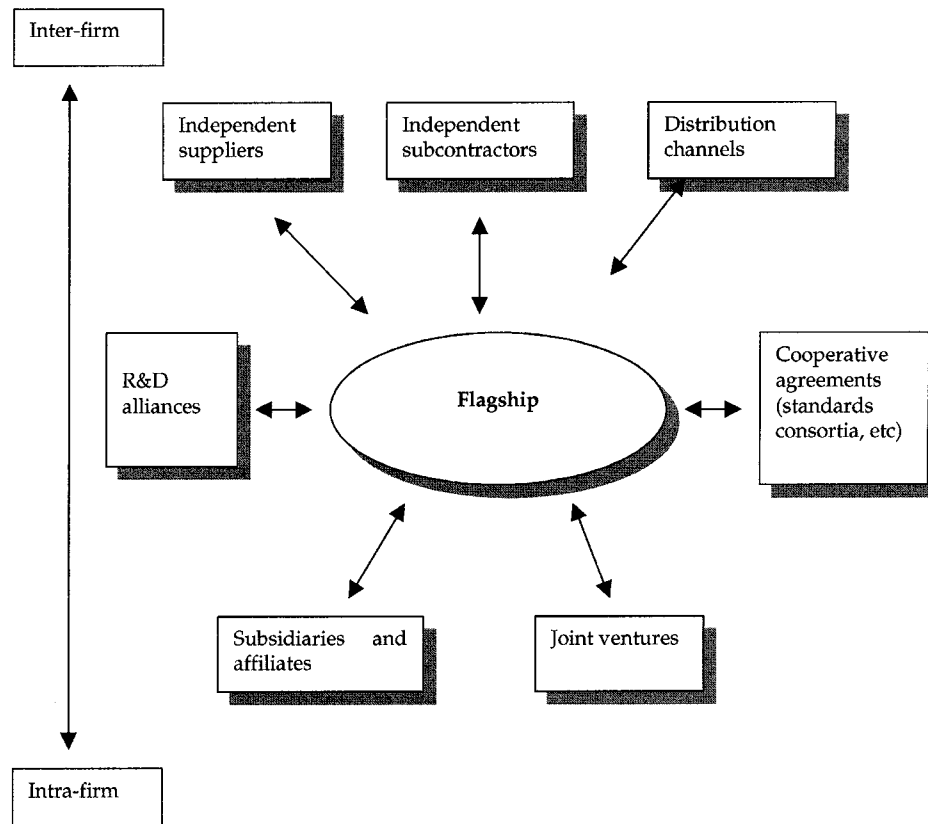 Inter-firm
Independent
suppliers
Independent
subcontractors
Distribution
channels
R&D
alliances
Flagship
Cooperative
agreements
(standards
consortia, etc)
Subsidiaries and
affiliates
Joint ventures
Intra-firm